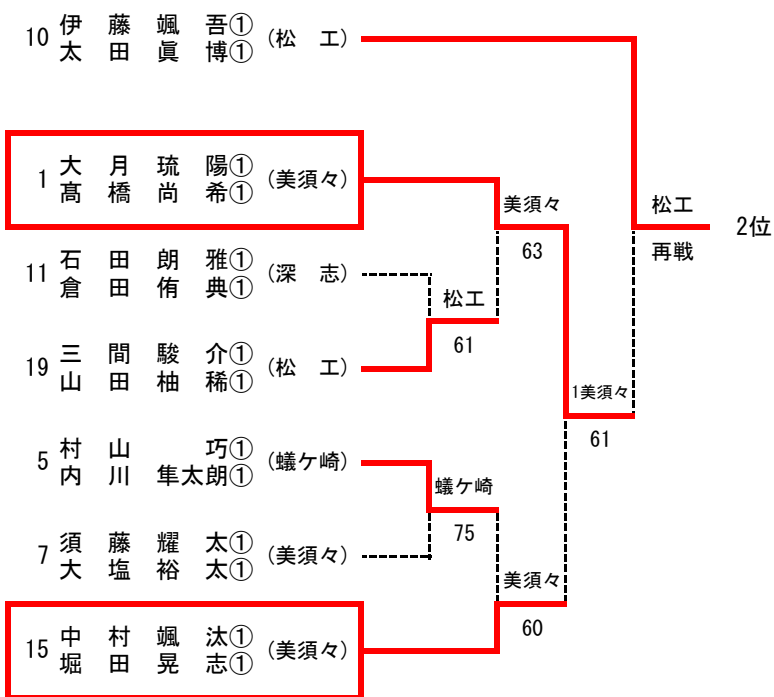 10 伊藤颯吾① (松工)
太田眞博①
1 大月琉陽① (美須々)
髙橋尚希①
美須々
松工
2位
63
再戦
11 石田朗雅① (深志)
倉田侑典①
松工
61
19 三間駿介① (松工)
山田柚稀①
1美須々
61
5 村山巧① (蟻ケ崎)
内川隼太朗①
蟻ケ崎
75
7 須藤耀太① (美須々)
大塩裕太①
美須々
60
15 中村颯汰① (美須々)
堀田晃志①